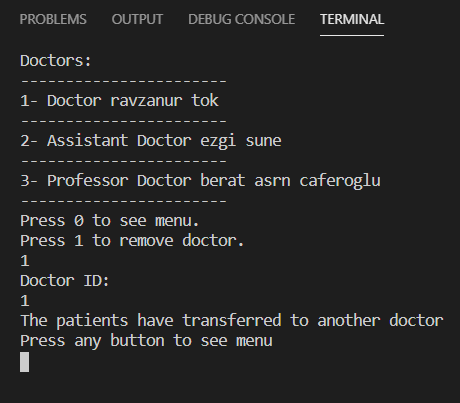 PROBLEMS OUTPUT DEBUG CONSOLE TERMINAL
Doctors:
-----------------------
1- Doctor ravzanur tok
-----------------------
2- Assistant Doctor ezgi sune
-----------------------
3- Professor Doctor berat asrn caferoglu
-----------------------
Press 0 to see menu.
Press 1 to remove doctor.
1
Doctor ID:
1
The patients have transferred to another doctor
Press any button to see menu